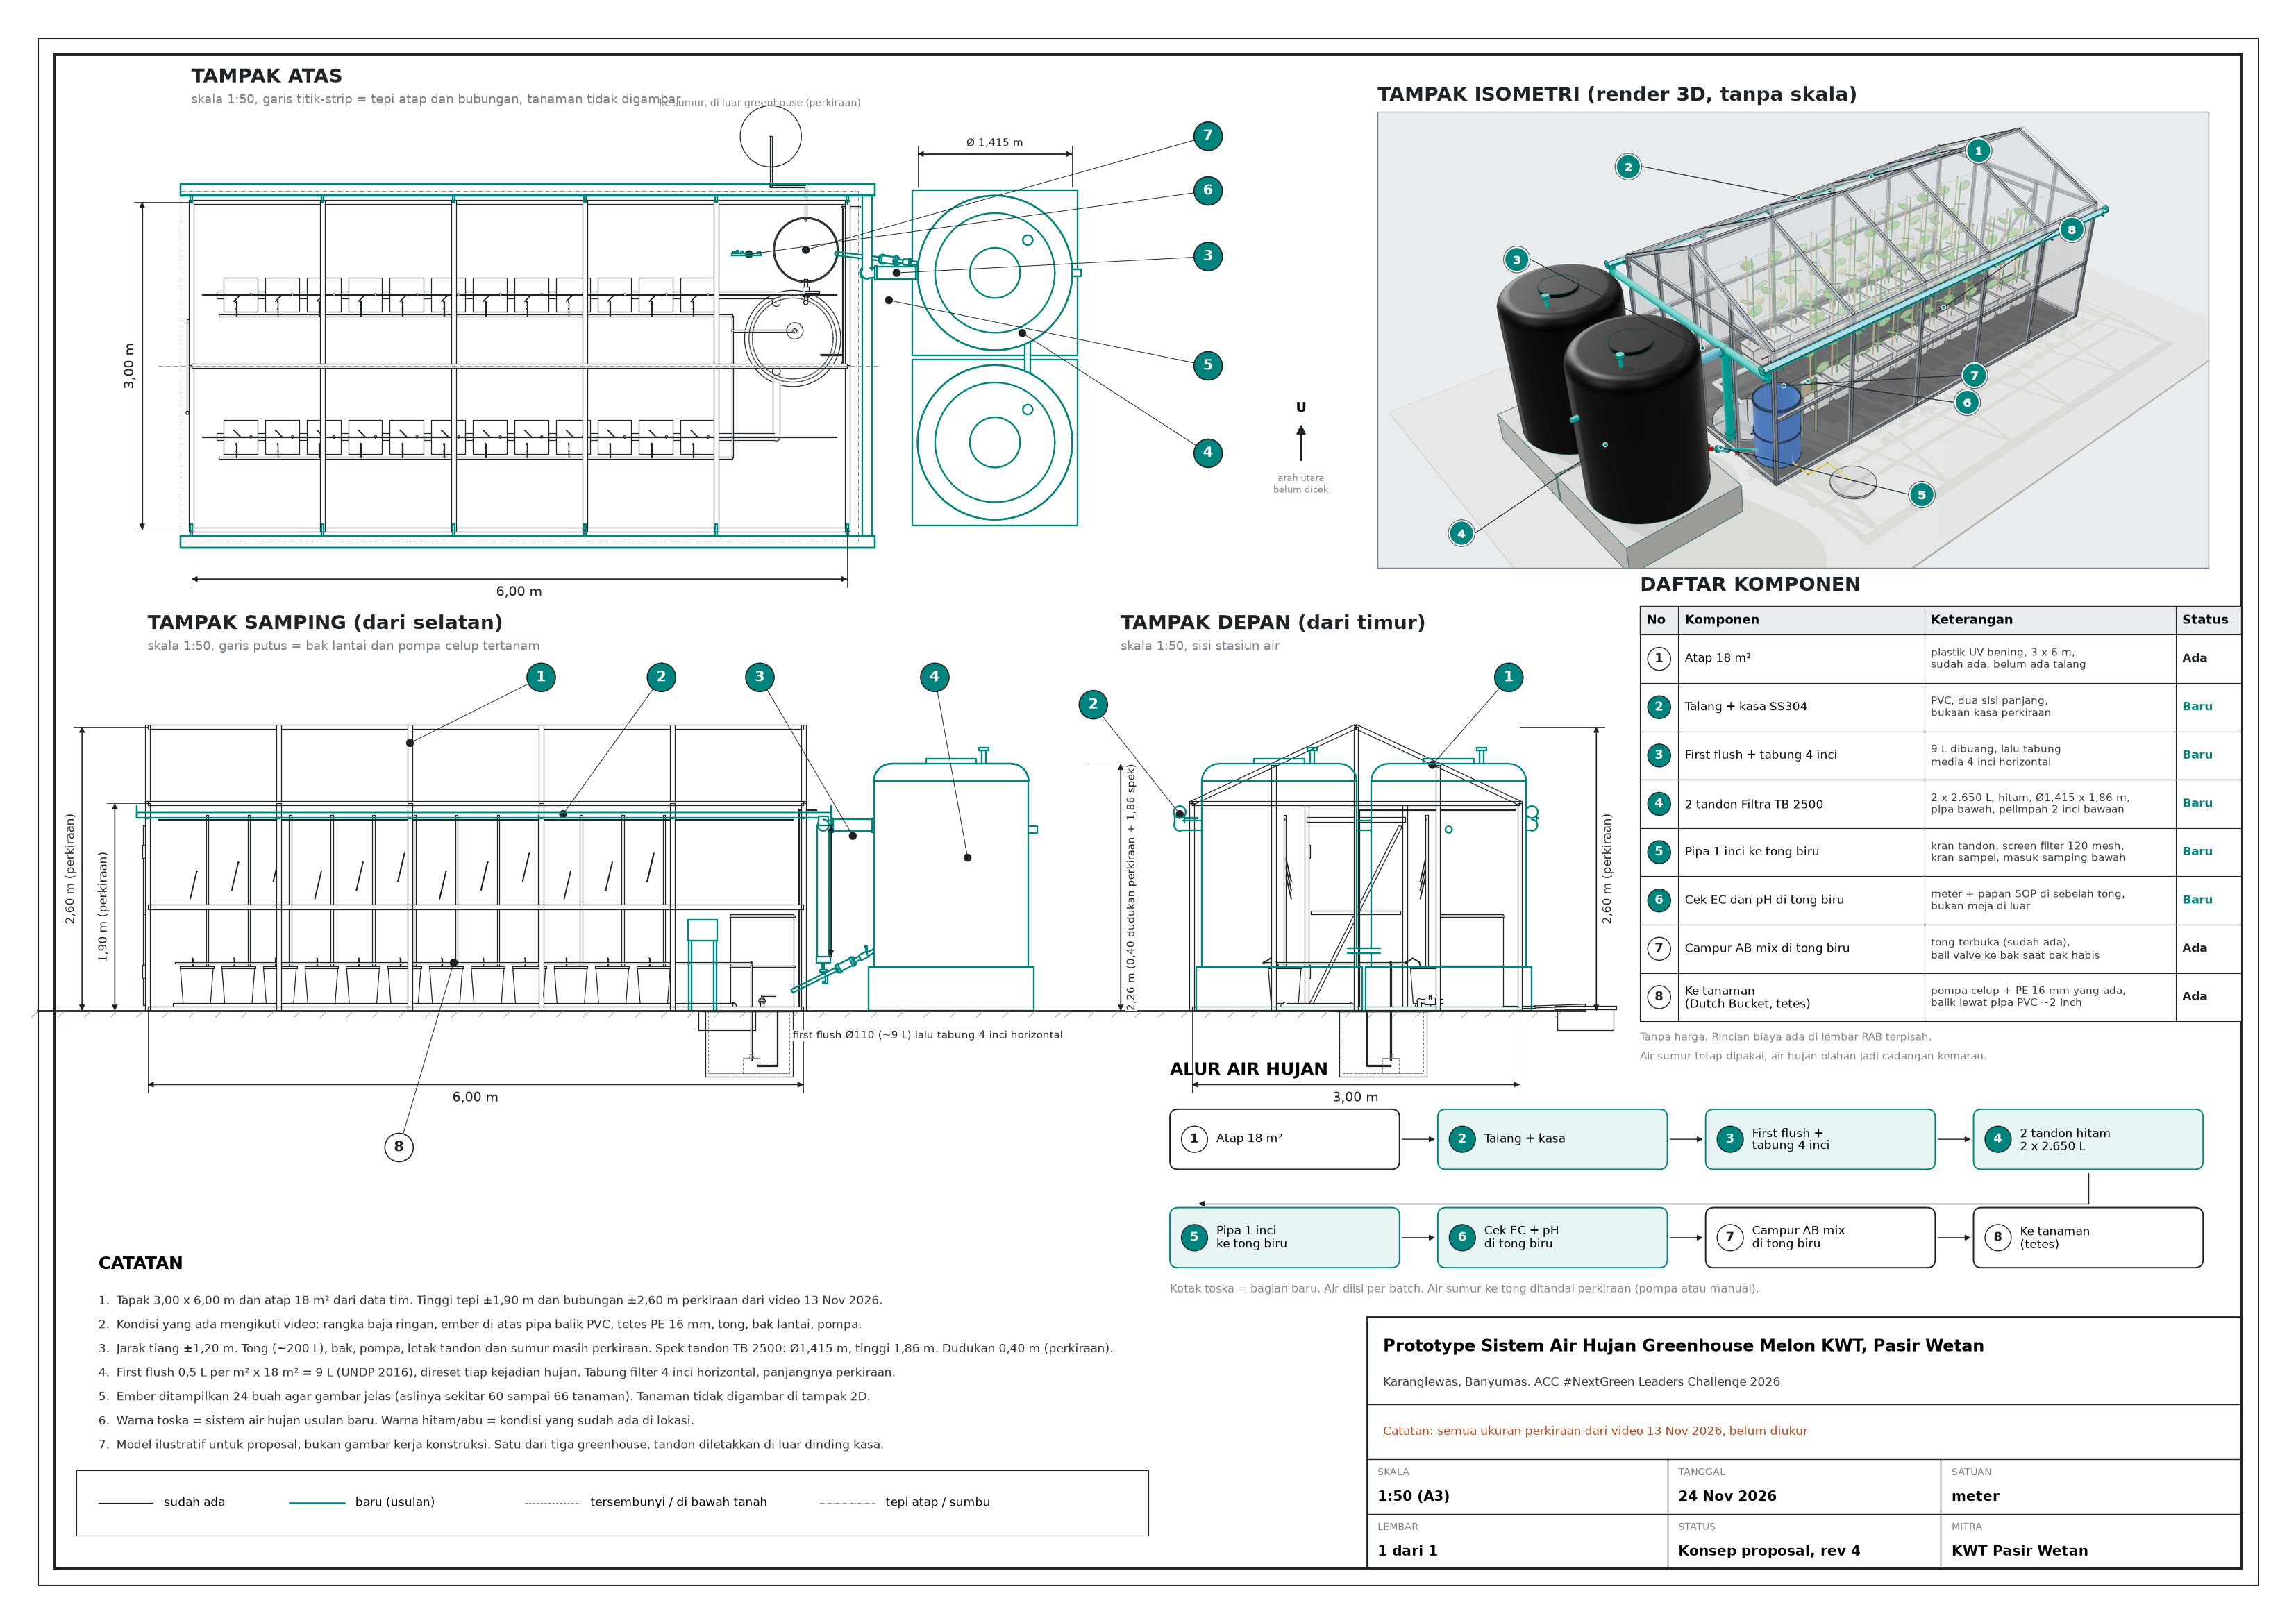 TAMPAK ATAS
skala 1:50, garis titik-strip = tepi atap dan bubungan, tanaman tidak digambar
ke sumur, di luar greenhouse (perkiraan)
Ø 1,415 m
7
6
3
5
4
3,00 m
6,00 m
U
arah utara
belum dicek
TAMPAK ISOMETRI (render 3D, tanpa skala)
1
2
8
3
7
6
5
4
TAMPAK SAMPING (dari selatan)
skala 1:50, garis putus = bak lantai dan pompa celup tertanam
1
2
3
4
2,60 m (perkiraan)
1,90 m (perkiraan)
2,26 m (0,40 dudukan perkiraan + 1,86 spek)
first flush Ø110 (~9 L) lalu tabung 4 inci horizontal
6,00 m
8
TAMPAK DEPAN (dari timur)
skala 1:50, sisi stasiun air
2
1
2,60 m (perkiraan)
3,00 m
DAFTAR KOMPONEN
No Komponen Keterangan Status
1 Atap 18 m² plastik UV bening, 3 x 6 m, Ada
sudah ada, belum ada talang
2 Talang + kasa SS304 PVC, dua sisi panjang, Baru
bukaan kasa perkiraan
3 First flush + tabung 4 inci 9 L dibuang, lalu tabung Baru
media 4 inci horizontal
4 2 tandon Filtra TB 2500 2 x 2.650 L, hitam, Ø1,415 x 1,86 m, Baru
pipa bawah, pelimpah 2 inci bawaan
5 Pipa 1 inci ke tong biru kran tandon, screen filter 120 mesh, Baru
kran sampel, masuk samping bawah
6 Cek EC dan pH di tong biru meter + papan SOP di sebelah tong, Baru
bukan meja di luar
7 Campur AB mix di tong biru tong terbuka (sudah ada), Ada
ball valve ke bak saat bak habis
8 Ke tanaman pompa celup + PE 16 mm yang ada, Ada
(Dutch Bucket, tetes) balik lewat pipa PVC ~2 inch
Tanpa harga. Rincian biaya ada di lembar RAB terpisah.
Air sumur tetap dipakai, air hujan olahan jadi cadangan kemarau.
ALUR AIR HUJAN
1 Atap 18 m²
2 Talang + kasa
3 First flush +
tabung 4 inci
4 2 tandon hitam
2 x 2.650 L
5 Pipa 1 inci
ke tong biru
6 Cek EC + pH
di tong biru
7 Campur AB mix
di tong biru
8 Ke tanaman
(tetes)
Kotak toska = bagian baru. Air diisi per batch. Air sumur ke tong ditandai perkiraan (pompa atau manual).
CATATAN
1. Tapak 3,00 x 6,00 m dan atap 18 m² dari data tim. Tinggi tepi ±1,90 m dan bubungan ±2,60 m perkiraan dari video 13 Nov 2026.
2. Kondisi yang ada mengikuti video: rangka baja ringan, ember di atas pipa balik PVC, tetes PE 16 mm, tong, bak lantai, pompa.
3. Jarak tiang ±1,20 m. Tong (~200 L), bak, pompa, letak tandon dan sumur masih perkiraan. Spek tandon TB 2500: Ø1,415 m, tinggi 1,86 m. Dudukan 0,40 m (perkiraan).
4. First flush 0,5 L per m² x 18 m² = 9 L (UNDP 2016), direset tiap kejadian hujan. Tabung filter 4 inci horizontal, panjangnya perkiraan.
5. Ember ditampilkan 24 buah agar gambar jelas (aslinya sekitar 60 sampai 66 tanaman). Tanaman tidak digambar di tampak 2D.
6. Warna toska = sistem air hujan usulan baru. Warna hitam/abu = kondisi yang sudah ada di lokasi.
7. Model ilustratif untuk proposal, bukan gambar kerja konstruksi. Satu dari tiga greenhouse, tandon diletakkan di luar dinding kasa.
sudah ada
baru (usulan)
tersembunyi / di bawah tanah
tepi atap / sumbu
Prototype Sistem Air Hujan Greenhouse Melon KWT, Pasir Wetan
Karanglewas, Banyumas. ACC #NextGreen Leaders Challenge 2026
Catatan: semua ukuran perkiraan dari video 13 Nov 2026, belum diukur
SKALA TANGGAL SATUAN
1:50 (A3) 24 Nov 2026 meter
LEMBAR STATUS MITRA
1 dari 1 Konsep proposal, rev 4 KWT Pasir Wetan